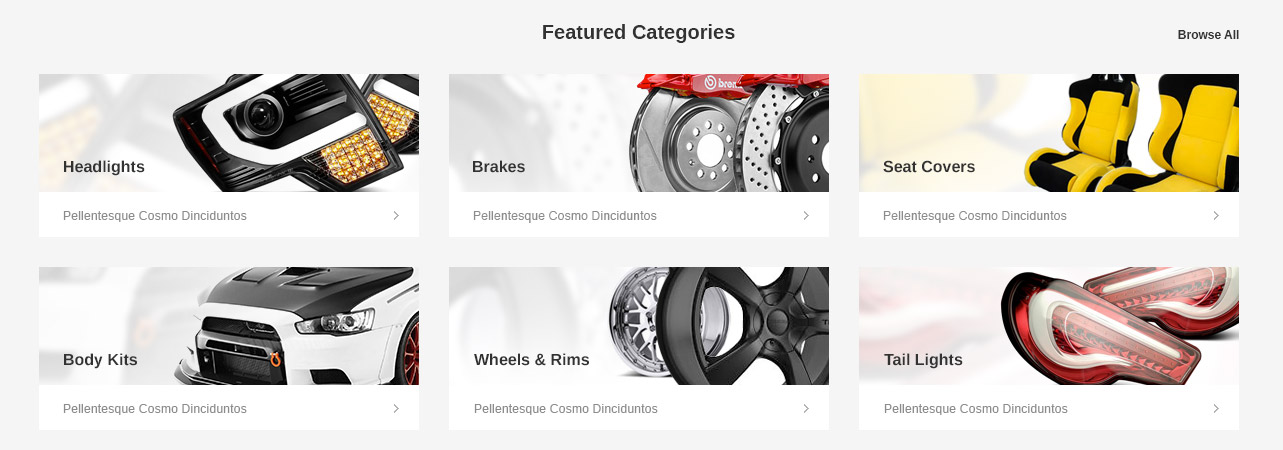 Featured Categories
Browse All
brem
Headlights
Brakes
Seat Covers
Pellentesque Cosmo Dinciduntos
Pellentesque Cosmo Dinciduntos
Pellentesque Cosmo Dinciduntos
Body Kits
Wheels & Rims
Tail Lights
Pellentesque Cosmo Dinciduntos
Pellentesque Cosmo Dinciduntos
Pellentesque Cosmo Dinciduntos